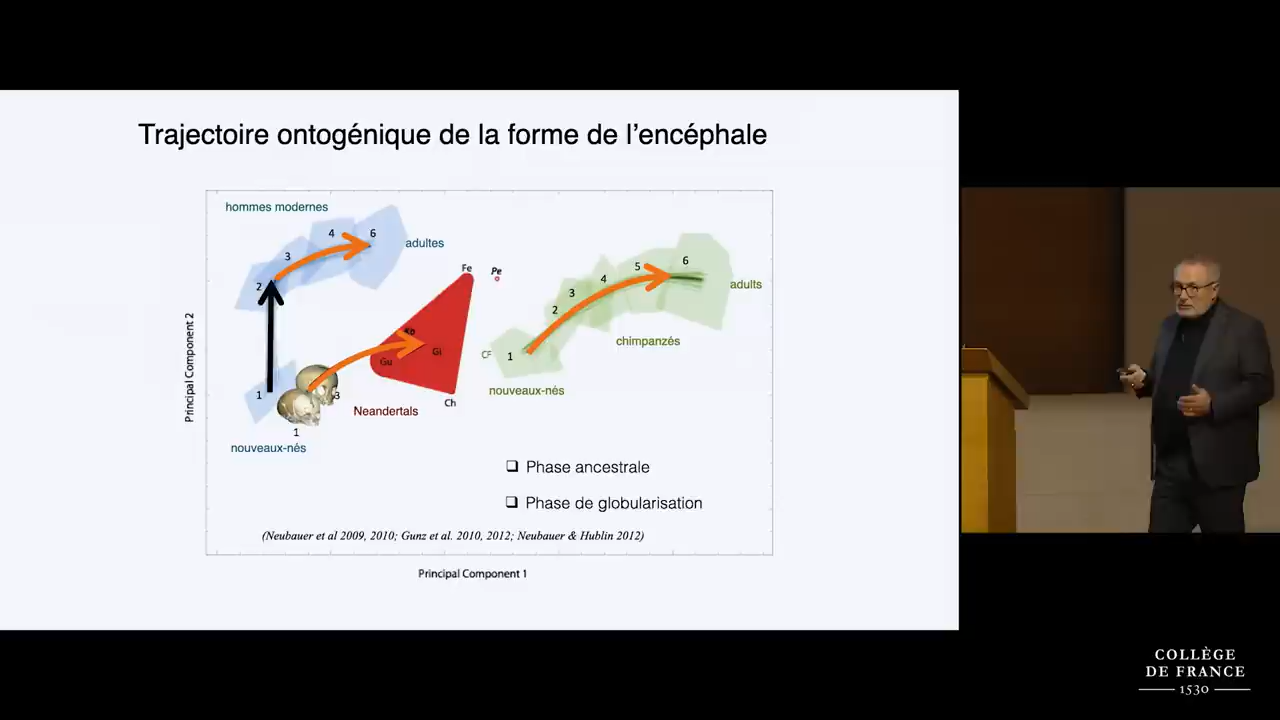 Trajectoire ontogénique de la forme de l'encéphale
hommes modernes
4
6
3
adultes
2
Fe
Pe
6
5
4
adults
3
2
Ko
chimpanzés
Gu
GI
CF
1
nouveaux-nés
1
3
Ch
Neandertals
1
nouveaux-nés
Principal Component 2
❑ Phase ancestrale
❑ Phase de globularisation
(Neubauer et al 2009, 2010; Gunz et al. 2010, 2012; Neubauer & Hublin 2012)
Principal Component 1
COLLÈGE
DE FRANCE
1530